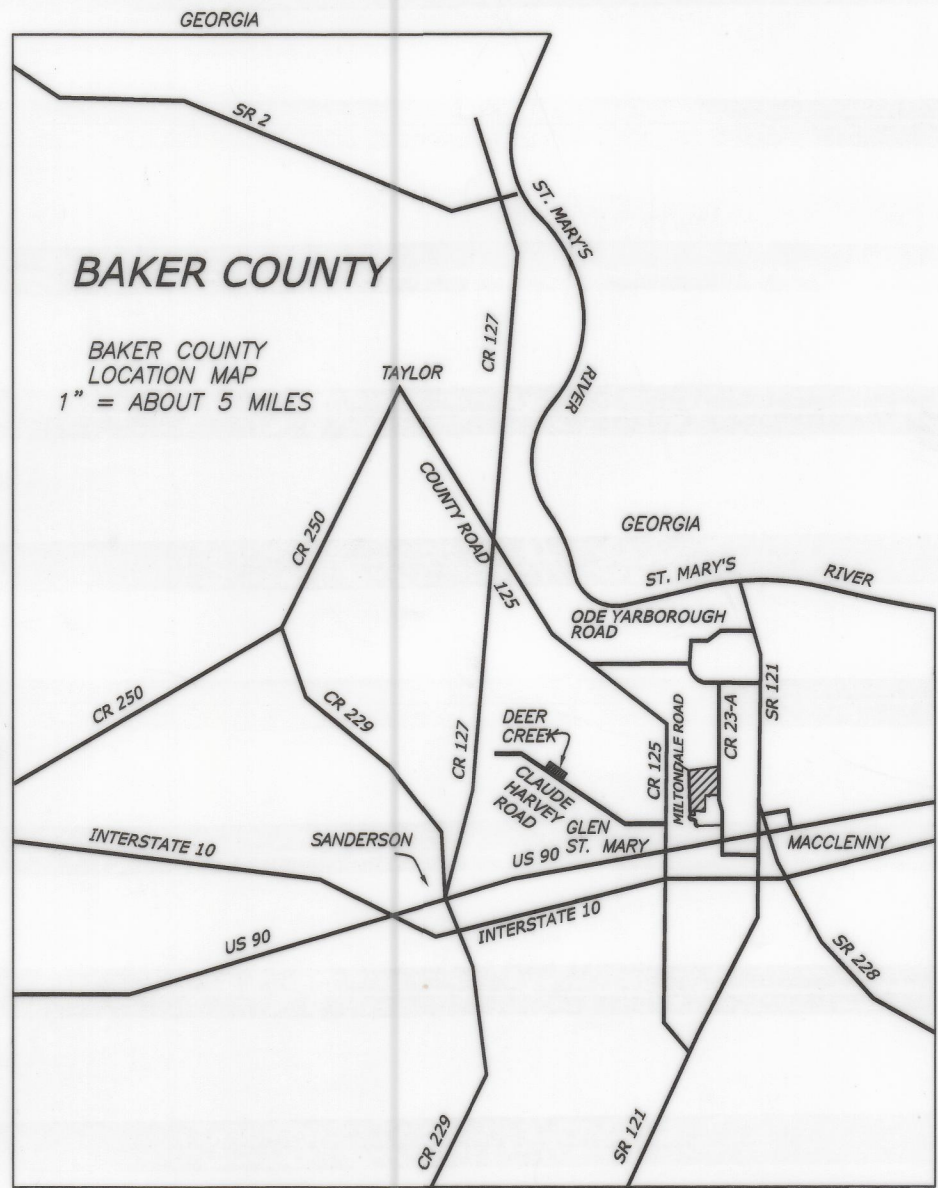 GEORGIA
SR 2
ST. MARY'S
RIVER
BAKER COUNTY
BAKER COUNTY
LOCATION MAP
1" = ABOUT 5 MILES
CR 127
TAYLOR
COUNTY ROAD 125
CR 250
GEORGIA
ST. MARY'S RIVER
ODE YARBOROUGH
ROAD
CR 250
CR 229
CR 127
DEER
CREEK
CLAUDE
HARVEY
ROAD
CR 125
MILTONDALE ROAD
CR 23-A
SR 121
INTERSTATE 10
SANDERSON
GLEN
ST. MARY
US 90
MACCLENNY
US 90
INTERSTATE 10
SR 228
CR 229
SR 121